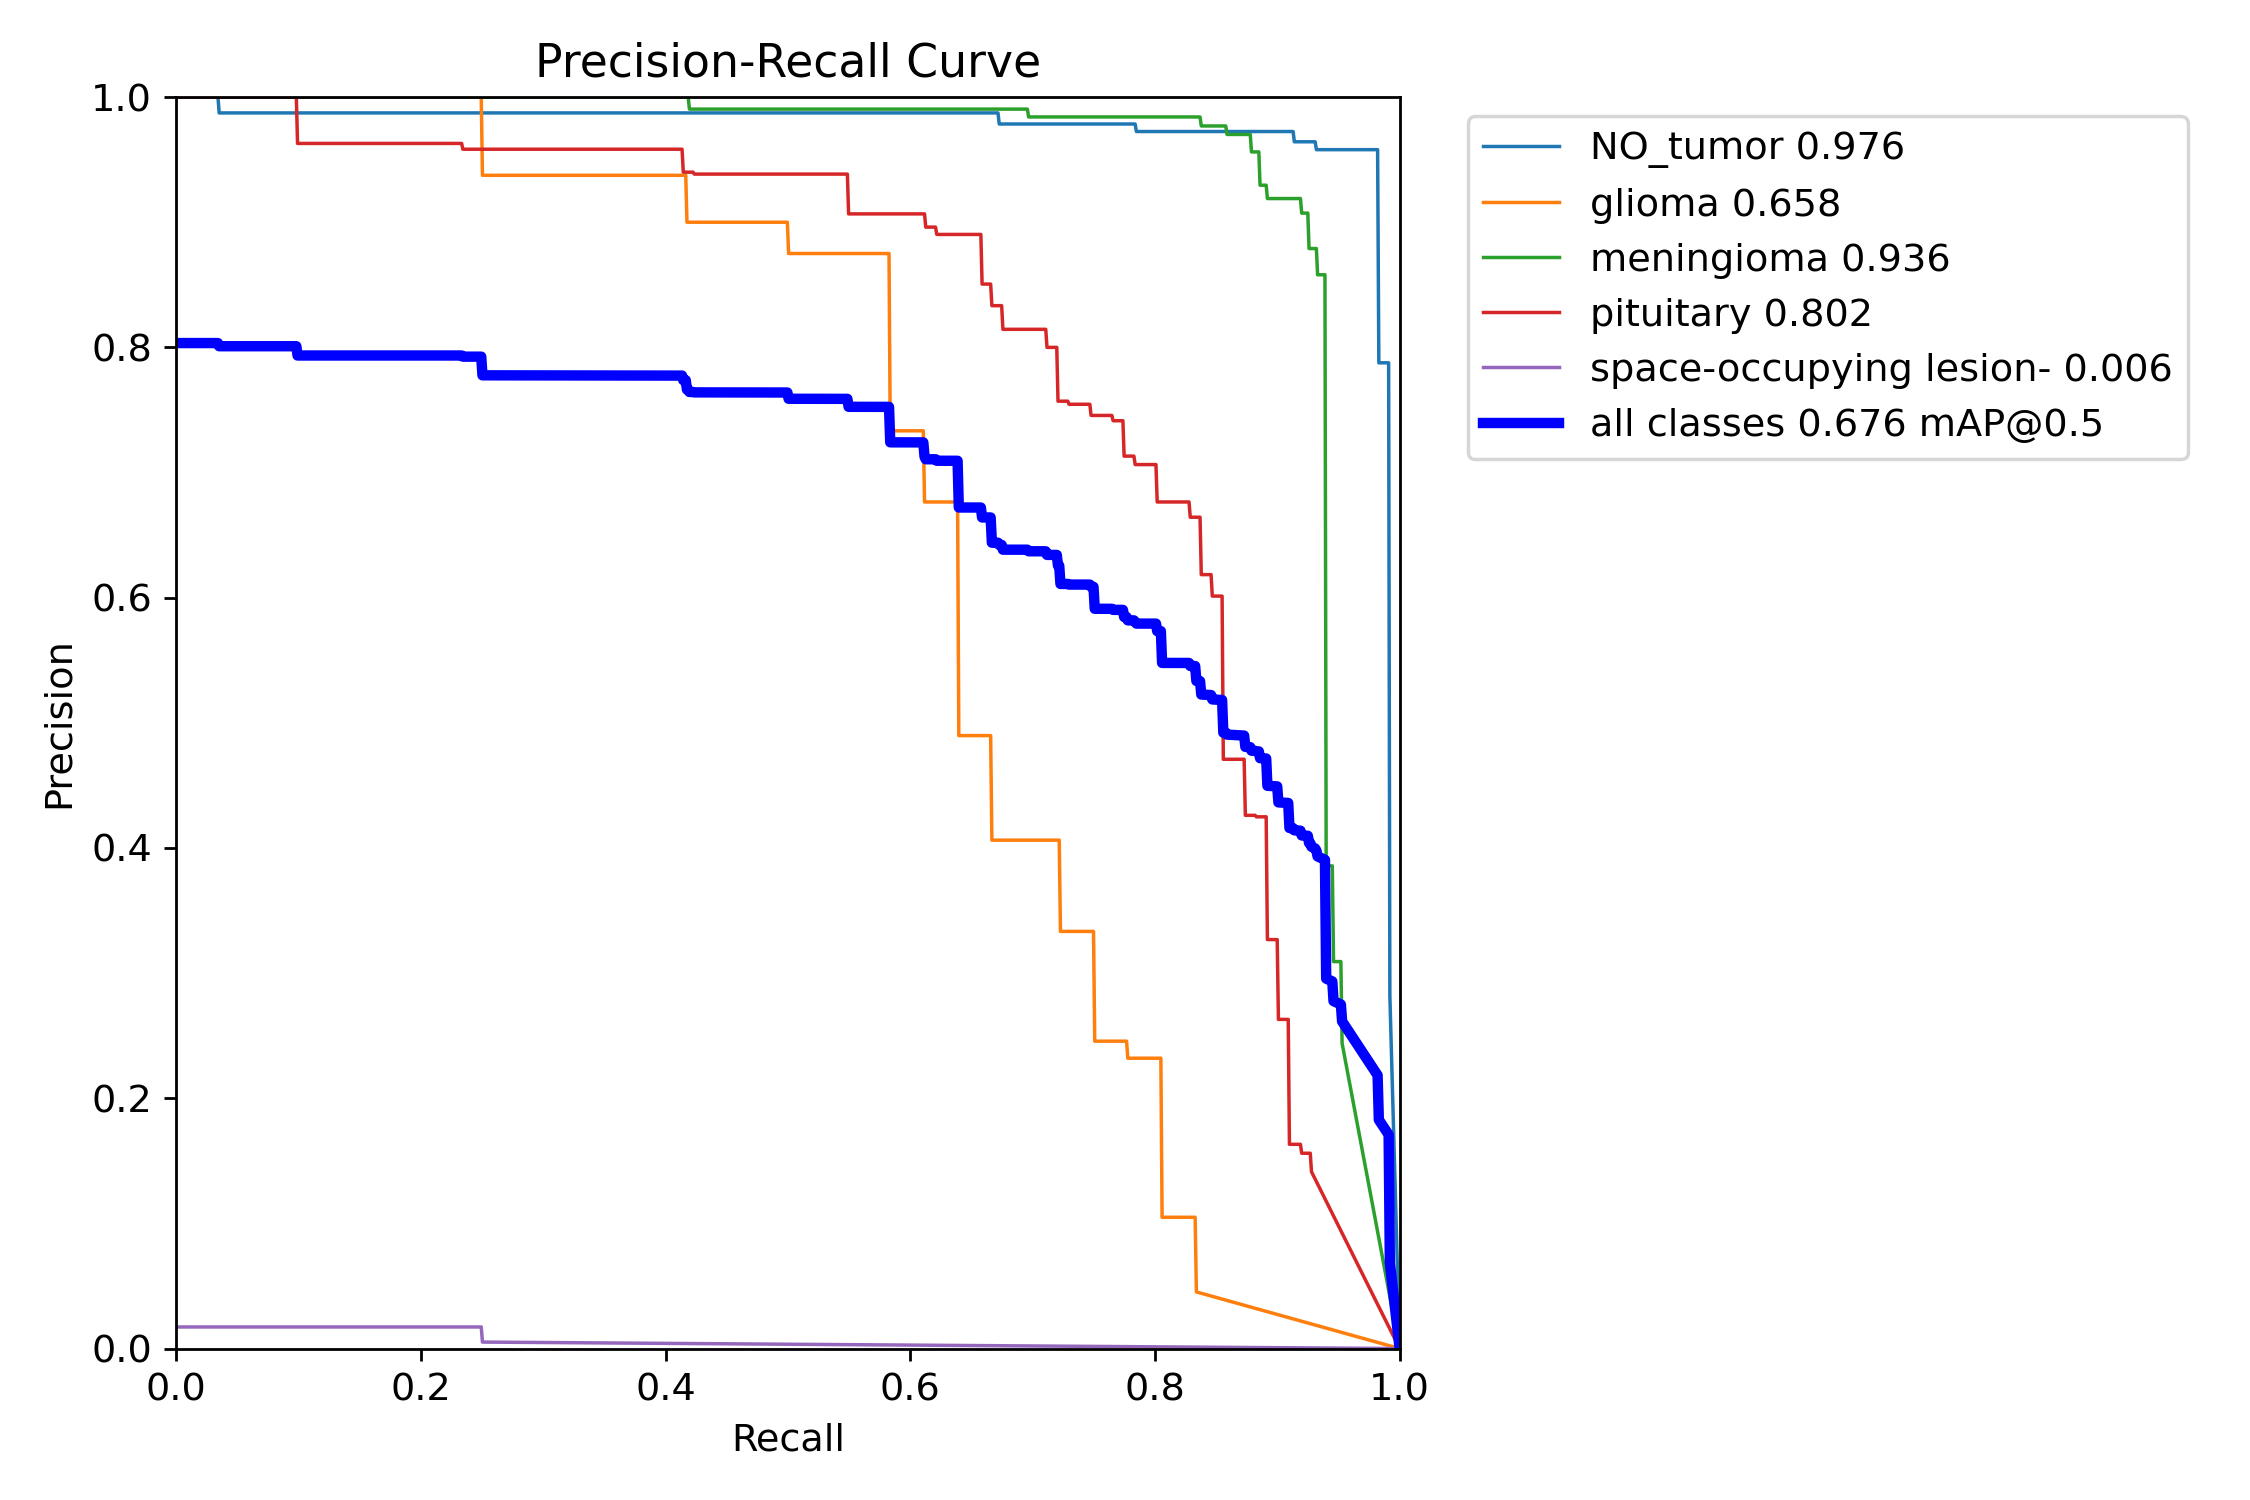 Precision-Recall Curve
1.0
0.8
0.6
0.4
0.2
0.0
Precision
0.0 0.2 0.4 0.6 0.8 1.0
Recall
NO_tumor 0.976
glioma 0.658
meningioma 0.936
pituitary 0.802
space-occupying lesion- 0.006
all classes 0.676 mAP@0.5